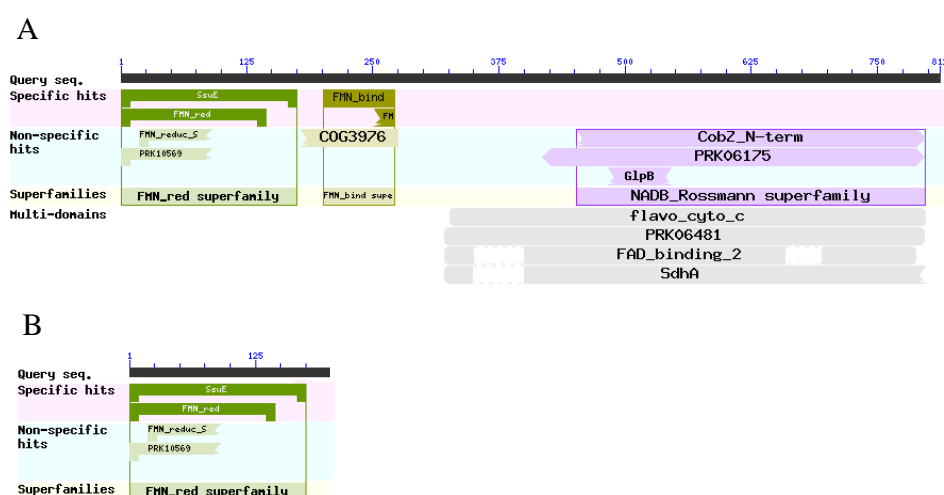 A
1 125 250 375 500 625 750 81
Query seq.
Specific hits SsuE FMN_bind
FMN_red FM
Non-specific hits FMN_reduc_S COG3976 CobZ_N-term
PRK10569 PRK06175
GlpB
Superfamilies FMN_red superfamily FMN_bind supe NADB_Rossmann superfamily
Multi-domains flavo_cyto_c
PRK06481
FAD_binding_2
SdhA
B
1 125
Query seq.
Specific hits SsuE
FMN_red
Non-specific hits FMN_reduc_S
PRK10569
Superfamilies FMN_red superfamily